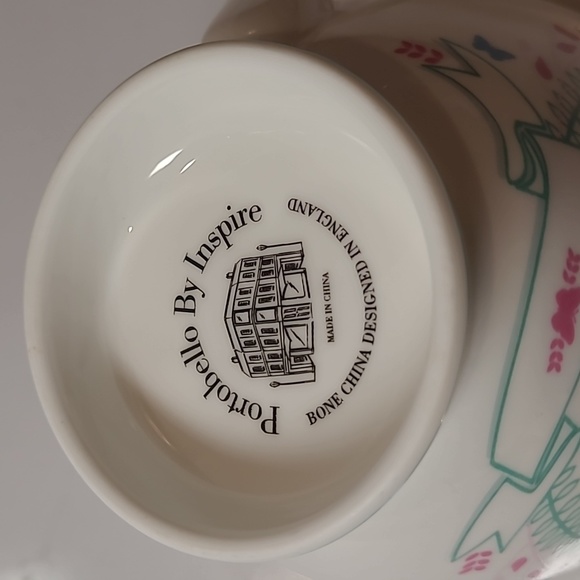 Portobello By Inspire
MADE IN CHINA
BONE CHINA DESIGNED IN ENGLAND